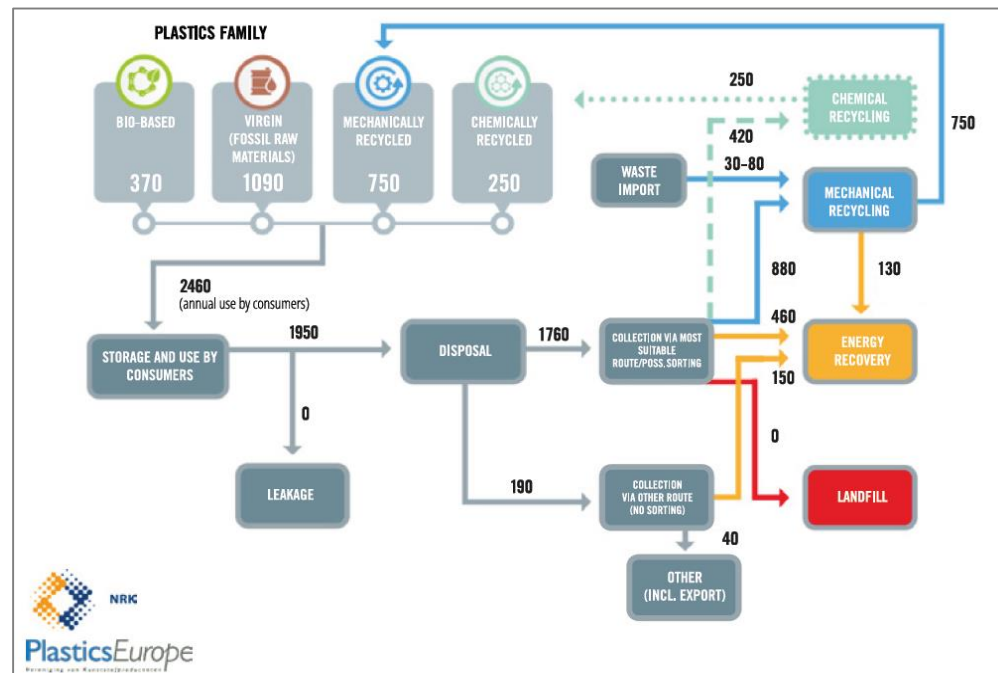 PLASTICS FAMILY
BIO-BASED
370
VIRGIN
(FOSSIL RAW
MATERIALS)
1090
MECHANICALLY
RECYCLED
750
CHEMICALLY
RECYCLED
250
250
CHEMICAL
RECYCLING
420
750
WASTE
IMPORT
30-80
MECHANICAL
RECYCLING
880
130
2460
(annual use by consumers)
STORAGE AND USE BY
CONSUMERS
1950
DISPOSAL
1760
COLLECTION VIA MOST
SUITABLE
ROUTE/POSS.SORTING
460
150
ENERGY
RECOVERY
0
LEAKAGE
190
COLLECTION
VIA OTHER ROUTE
(NO SORTING)
0
LANDFILL
40
OTHER
(INCL. EXPORT)
NRK
PlasticsEurope